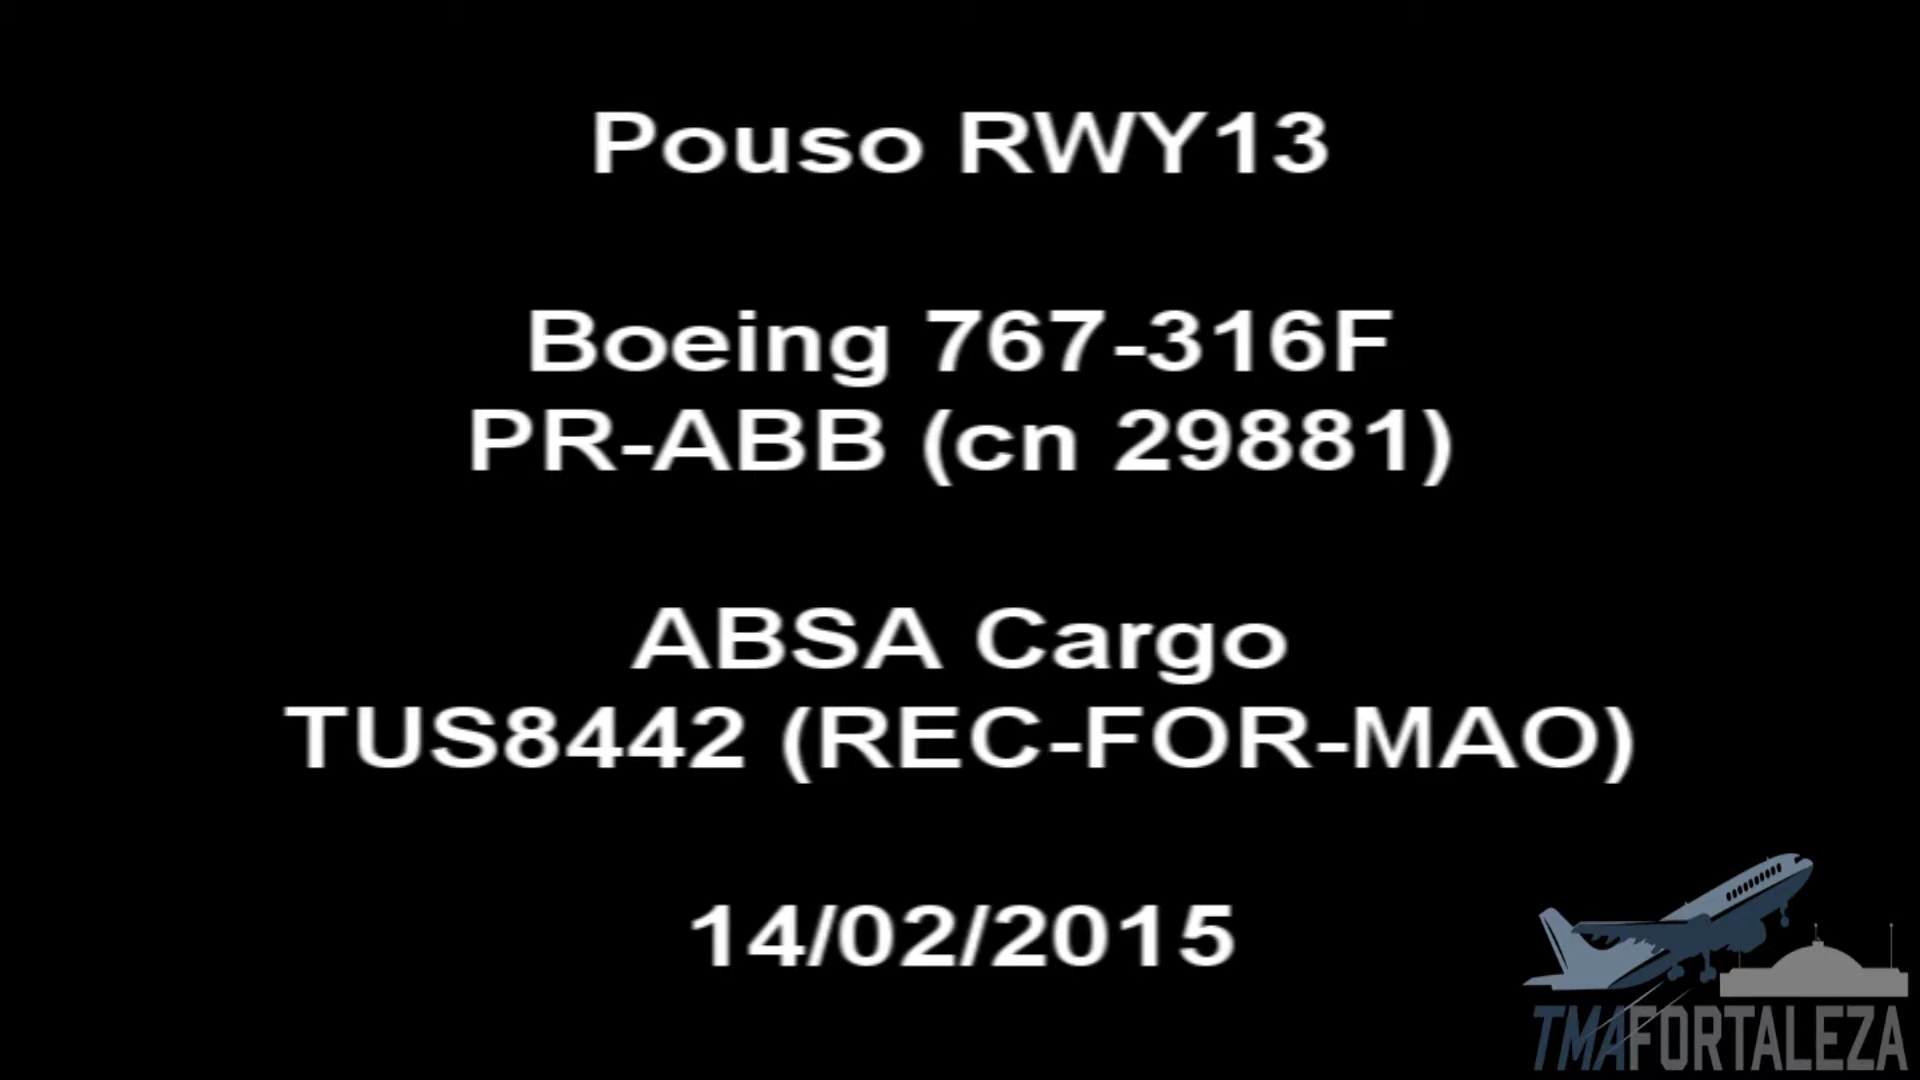 Pouso RWY13
Boeing 767-316F
PR-ABB (cn 29881)
ABSA Cargo
TUS8442 (REC-FOR-MAO)
14/02/2015
TMAFORTALEZA